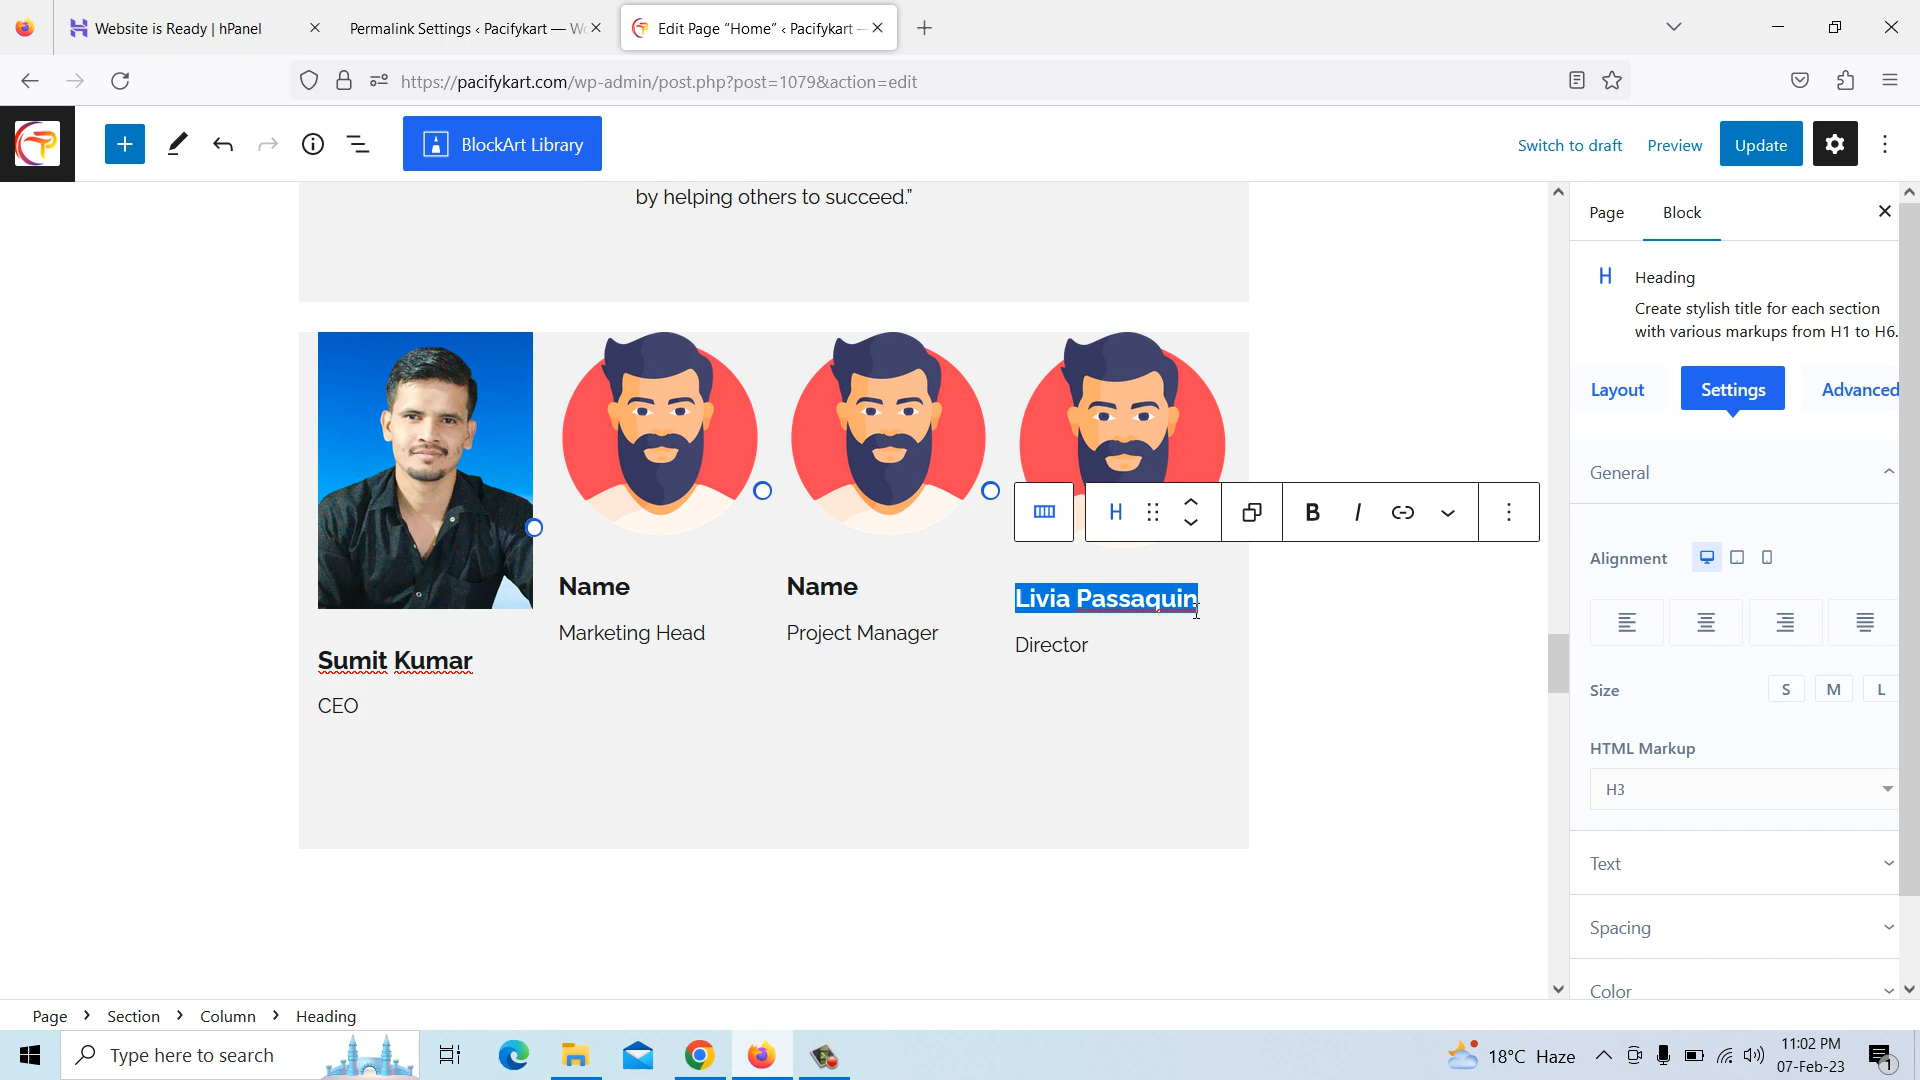 Website is Ready | hPanel
Permalink Settings ‹ Pacifykart — Wo
Edit Page “Home” ‹ Pacifykart —
https://pacifykart.com/wp-admin/post.php?post=1079&action=edit
BlockArt Library
Switch to draft
Preview
Update
by helping others to succeed.”
Page
Block
H
Heading
Create stylish title for each section
with various markups from H1 to H6.
Layout
Settings
Advanced
General
H
B
I
Alignment
Name
Name
Livia Passaquin
Marketing Head
Project Manager
Director
Sumit Kumar
CEO
Size
S
M
L
HTML Markup
H3
Text
Spacing
Color
Page
Section
Column
Heading
Type here to search
18°C Haze
11:02 PM
07-Feb-23
1